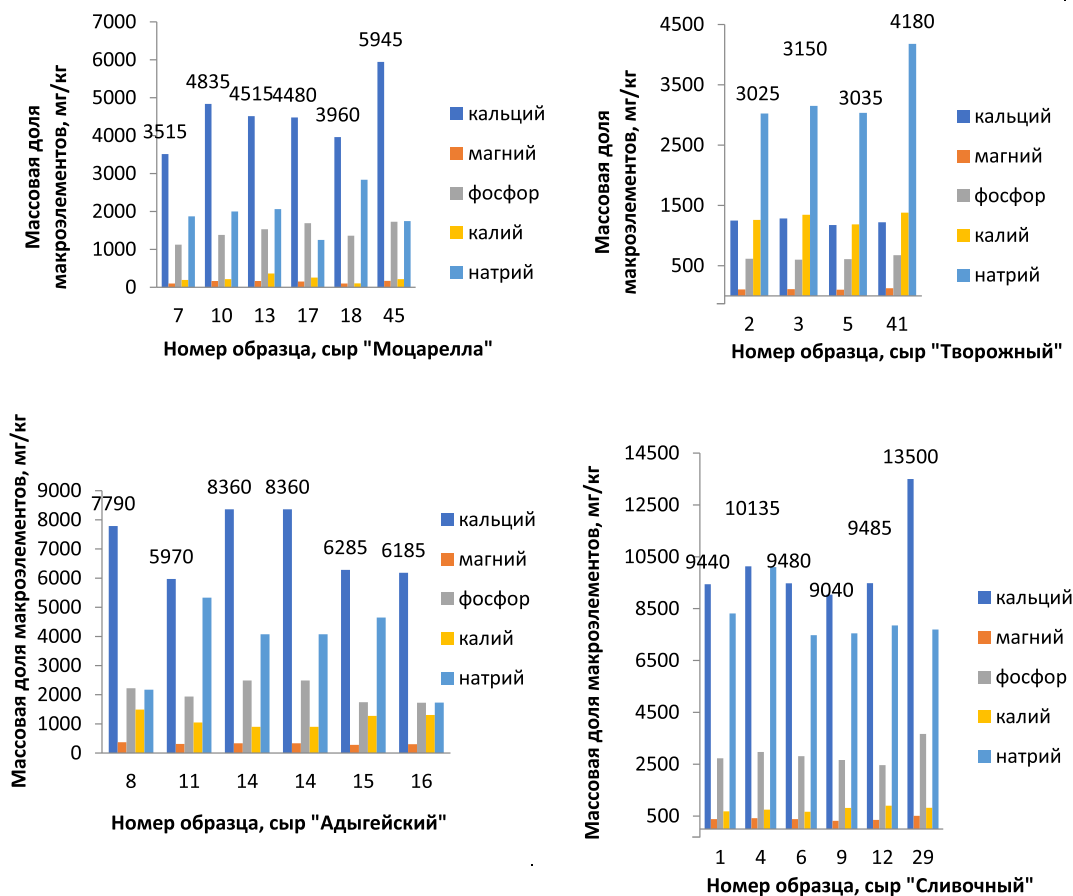 Массовая доля
макроэлементов, мг/кг
7000
6000
5000
4000
3000
2000
1000
0
3515
4835
4515
4480
3960
5945
7 10 13 17 18 45
Номер образца, сыр "Моцарелла"
кальций
магний
фосфор
калий
натрий
Массовая доля
макроэлементов, мг/кг
4500
3500
2500
1500
500
3025
3150
3035
4180
2 3 5 41
Номер образца, сыр "Творожный"
кальций
магний
фосфор
калий
натрий
Массовая доля макроэлементов, мг/кг
9000
8000
7000
6000
5000
4000
3000
2000
1000
0
7790
5970
8360
8360
6285
6185
8 11 14 14 15 16
Номер образца, сыр "Адыгейский"
кальций
магний
фосфор
калий
натрий
Массовая доля макроэлементов, мг/кг
14500
12500
10500
8500
6500
4500
2500
500
9440
10135
9480
9040
9485
13500
1 4 6 9 12 29
Номер образца, сыр "Сливочный"
кальций
магний
фосфор
калий
натрий